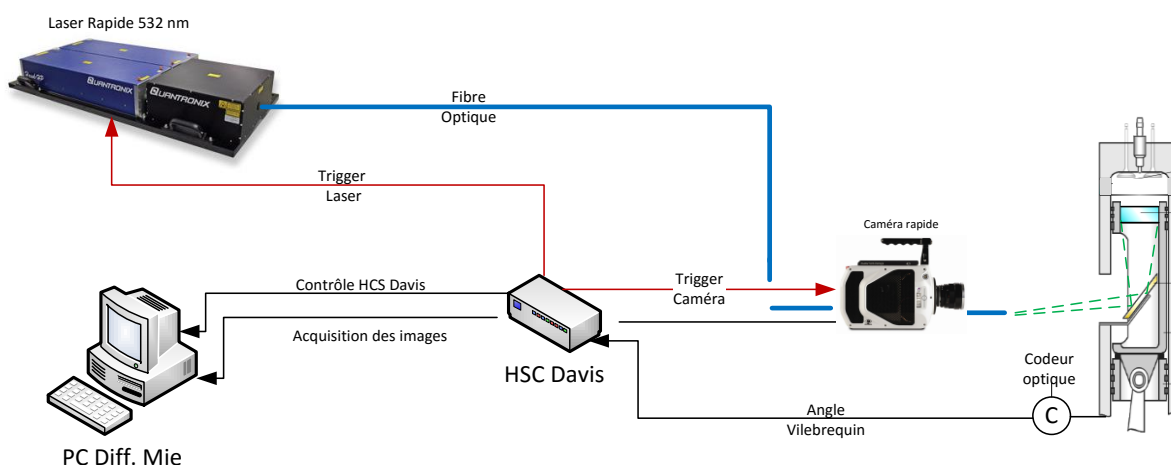 Laser Rapide 532 nm
QUANTRONIX
QUANTRONIX
Fibre
Optique
Trigger
Laser
Caméra rapide
Contrôle HCS Davis
Trigger
Caméra
Acquisition des images
HSC Davis
Codeur
optique
C
Angle
Vilebrequin
PC Diff. Mie